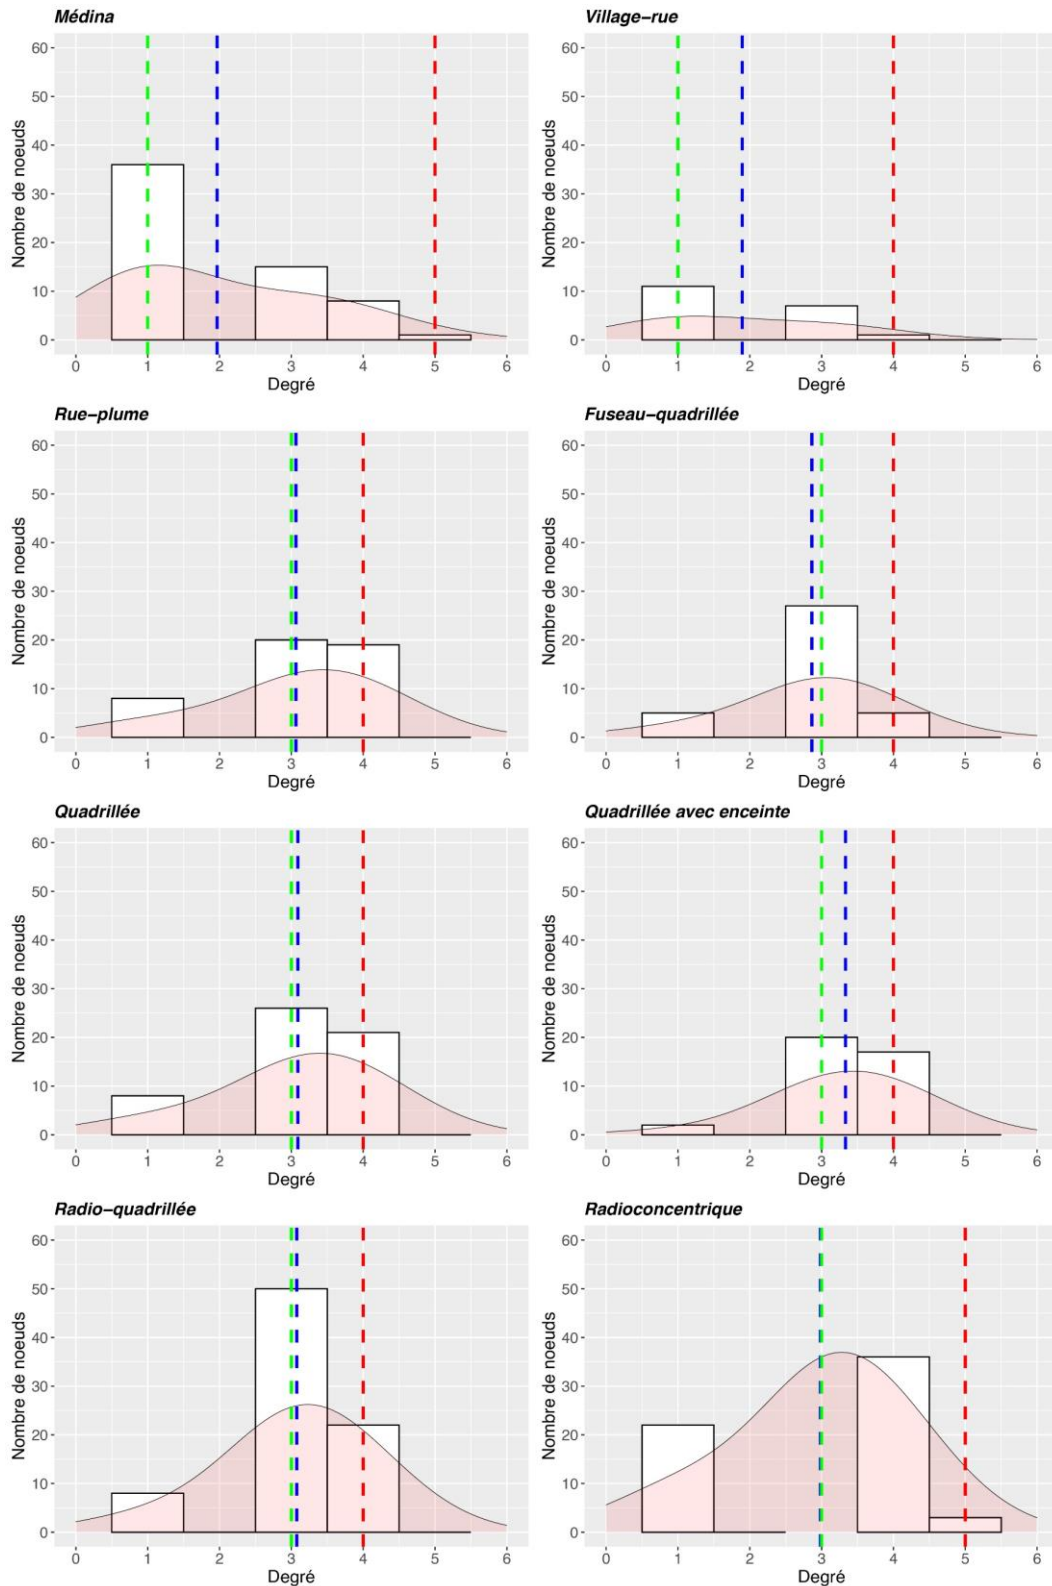 Médina
Village-rue
60
50
40
30
20
10
0
Nombre de noeuds
0 1 2 3 4 5 6
Degré
60
50
40
30
20
10
0
Nombre de noeuds
0 1 2 3 4 5 6
Degré
Rue-plume
Fuseau-quadrillée
60
50
40
30
20
10
0
Nombre de noeuds
0 1 2 3 4 5 6
Degré
60
50
40
30
20
10
0
Nombre de noeuds
0 1 2 3 4 5 6
Degré
Quadrillée
Quadrillée avec enceinte
60
50
40
30
20
10
0
Nombre de noeuds
0 1 2 3 4 5 6
Degré
60
50
40
30
20
10
0
Nombre de noeuds
0 1 2 3 4 5 6
Degré
Radio-quadrillée
Radioconcentrique
60
50
40
30
20
10
0
Nombre de noeuds
0 1 2 3 4 5 6
Degré
60
50
40
30
20
10
0
Nombre de noeuds
0 1 2 3 4 5 6
Degré